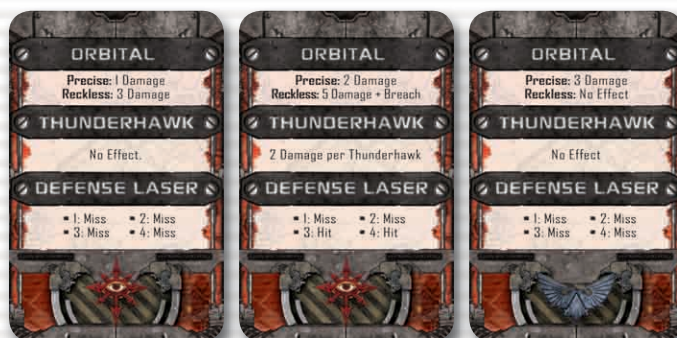 ORBITAL
Precise: 1 Damage
Reckless: 3 Damage
THUNDERHAWK
No Effect.
DEFENSE LASER
▪ 1: Miss ▪ 2: Miss
▪ 3: Miss ▪ 4: Miss
ORBITAL
Precise: 2 Damage
Reckless: 5 Damage + Breach
THUNDERHAWK
2 Damage per Thunderhawk
DEFENSE LASER
▪ 1: Miss ▪ 2: Miss
▪ 3: Hit ▪ 4: Hit
ORBITAL
Precise: 3 Damage
Reckless: No Effect
THUNDERHAWK
No Effect
DEFENSE LASER
▪ 1: Miss ▪ 2: Miss
▪ 3: Miss ▪ 4: Miss